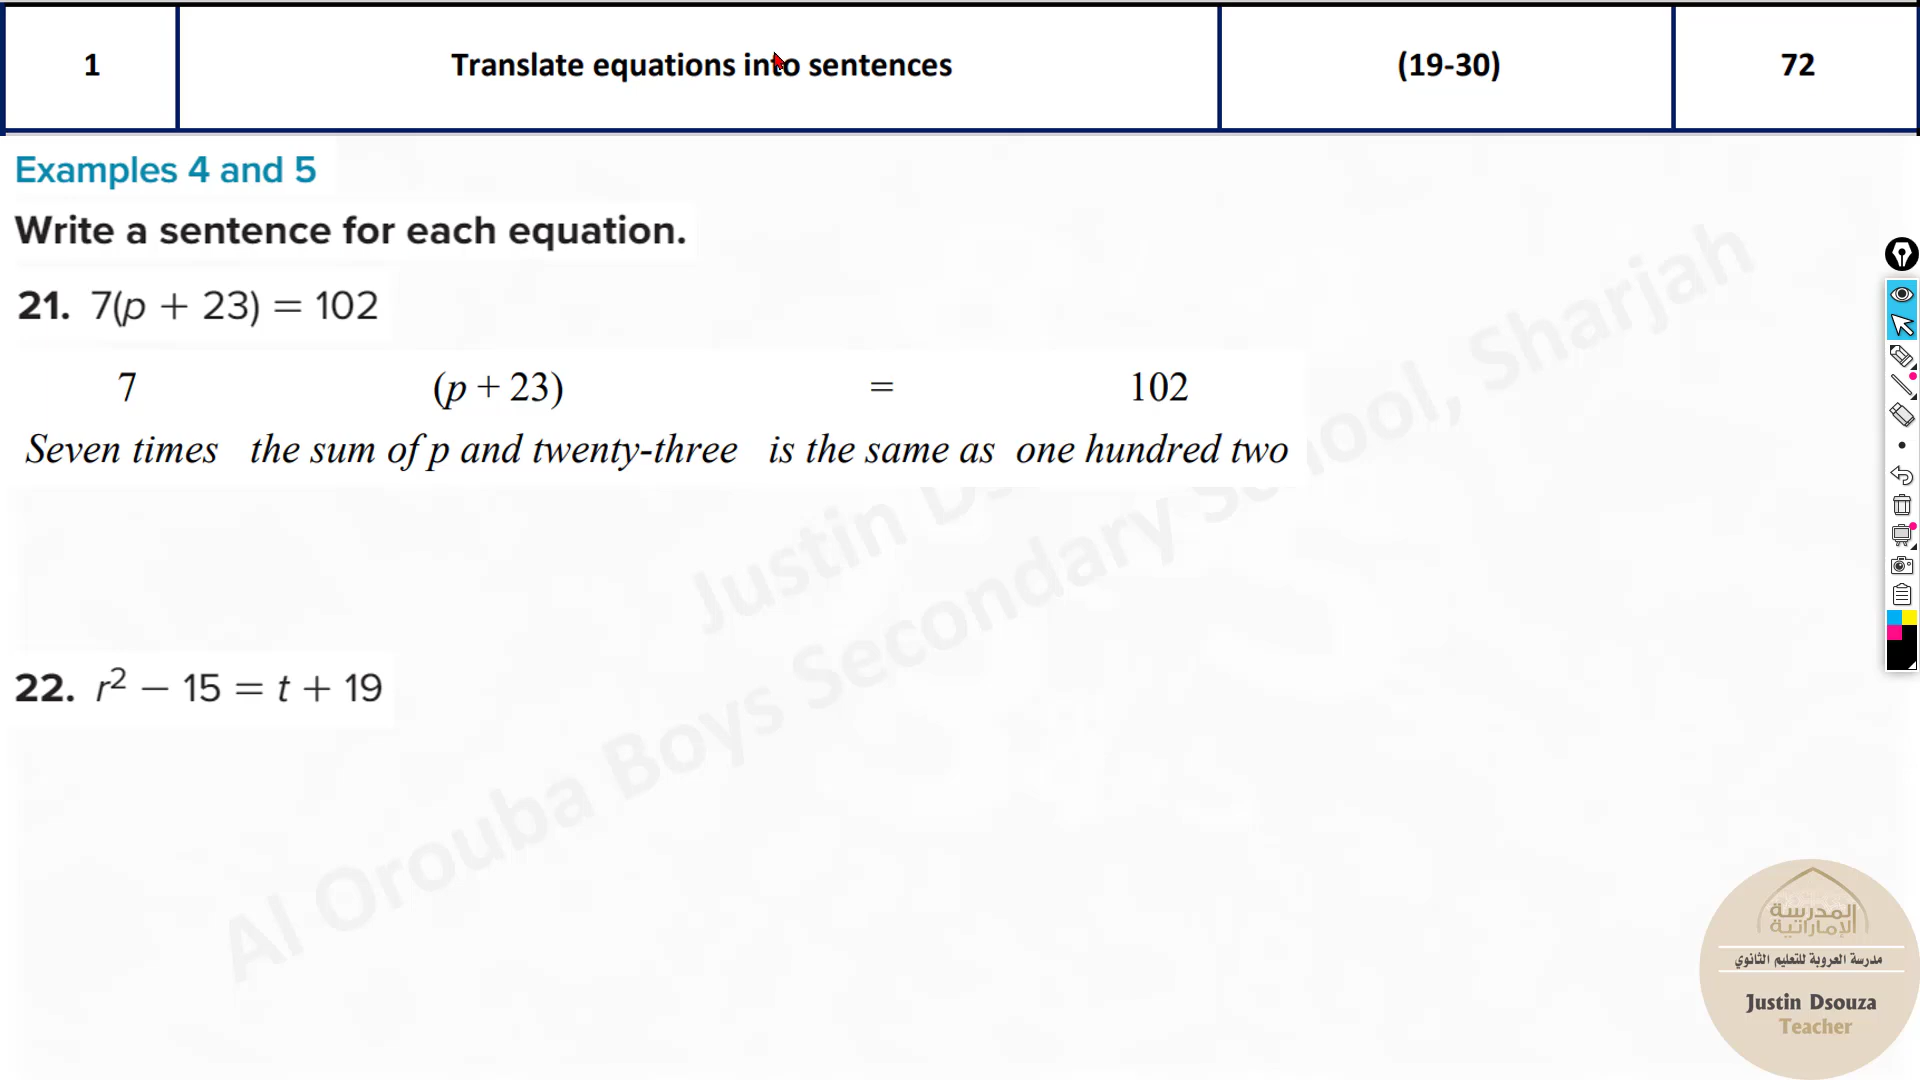 1 Translate equations into sentences (19-30) 72
Examples 4 and 5
Write a sentence for each equation.
21. 7(p + 23) = 102
7 (p + 23) = 102
Seven times the sum of p and twenty-three is the same as one hundred two
22. r² − 15 = t + 19
Justin Ds
Al Orouba Boys Secondary School, Sharjah
المدرسة
الإماراتية
مدرسة العروبة للتعليم الثانوي
Justin Dsouza
Teacher